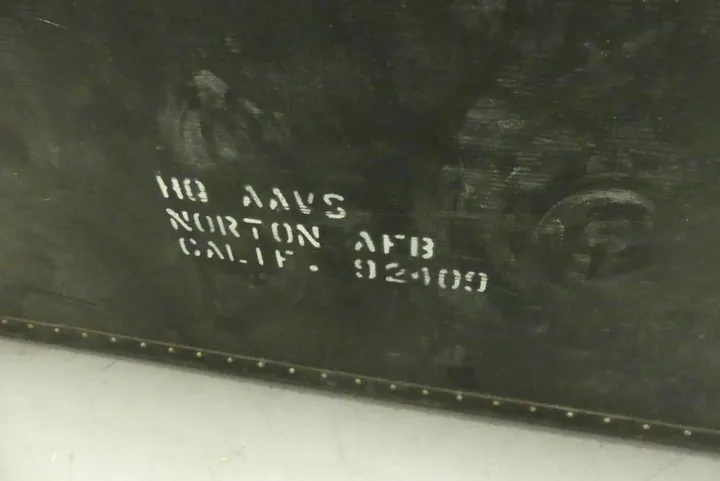 HQ AAVS
NORTON AFB
CALIF. 92409